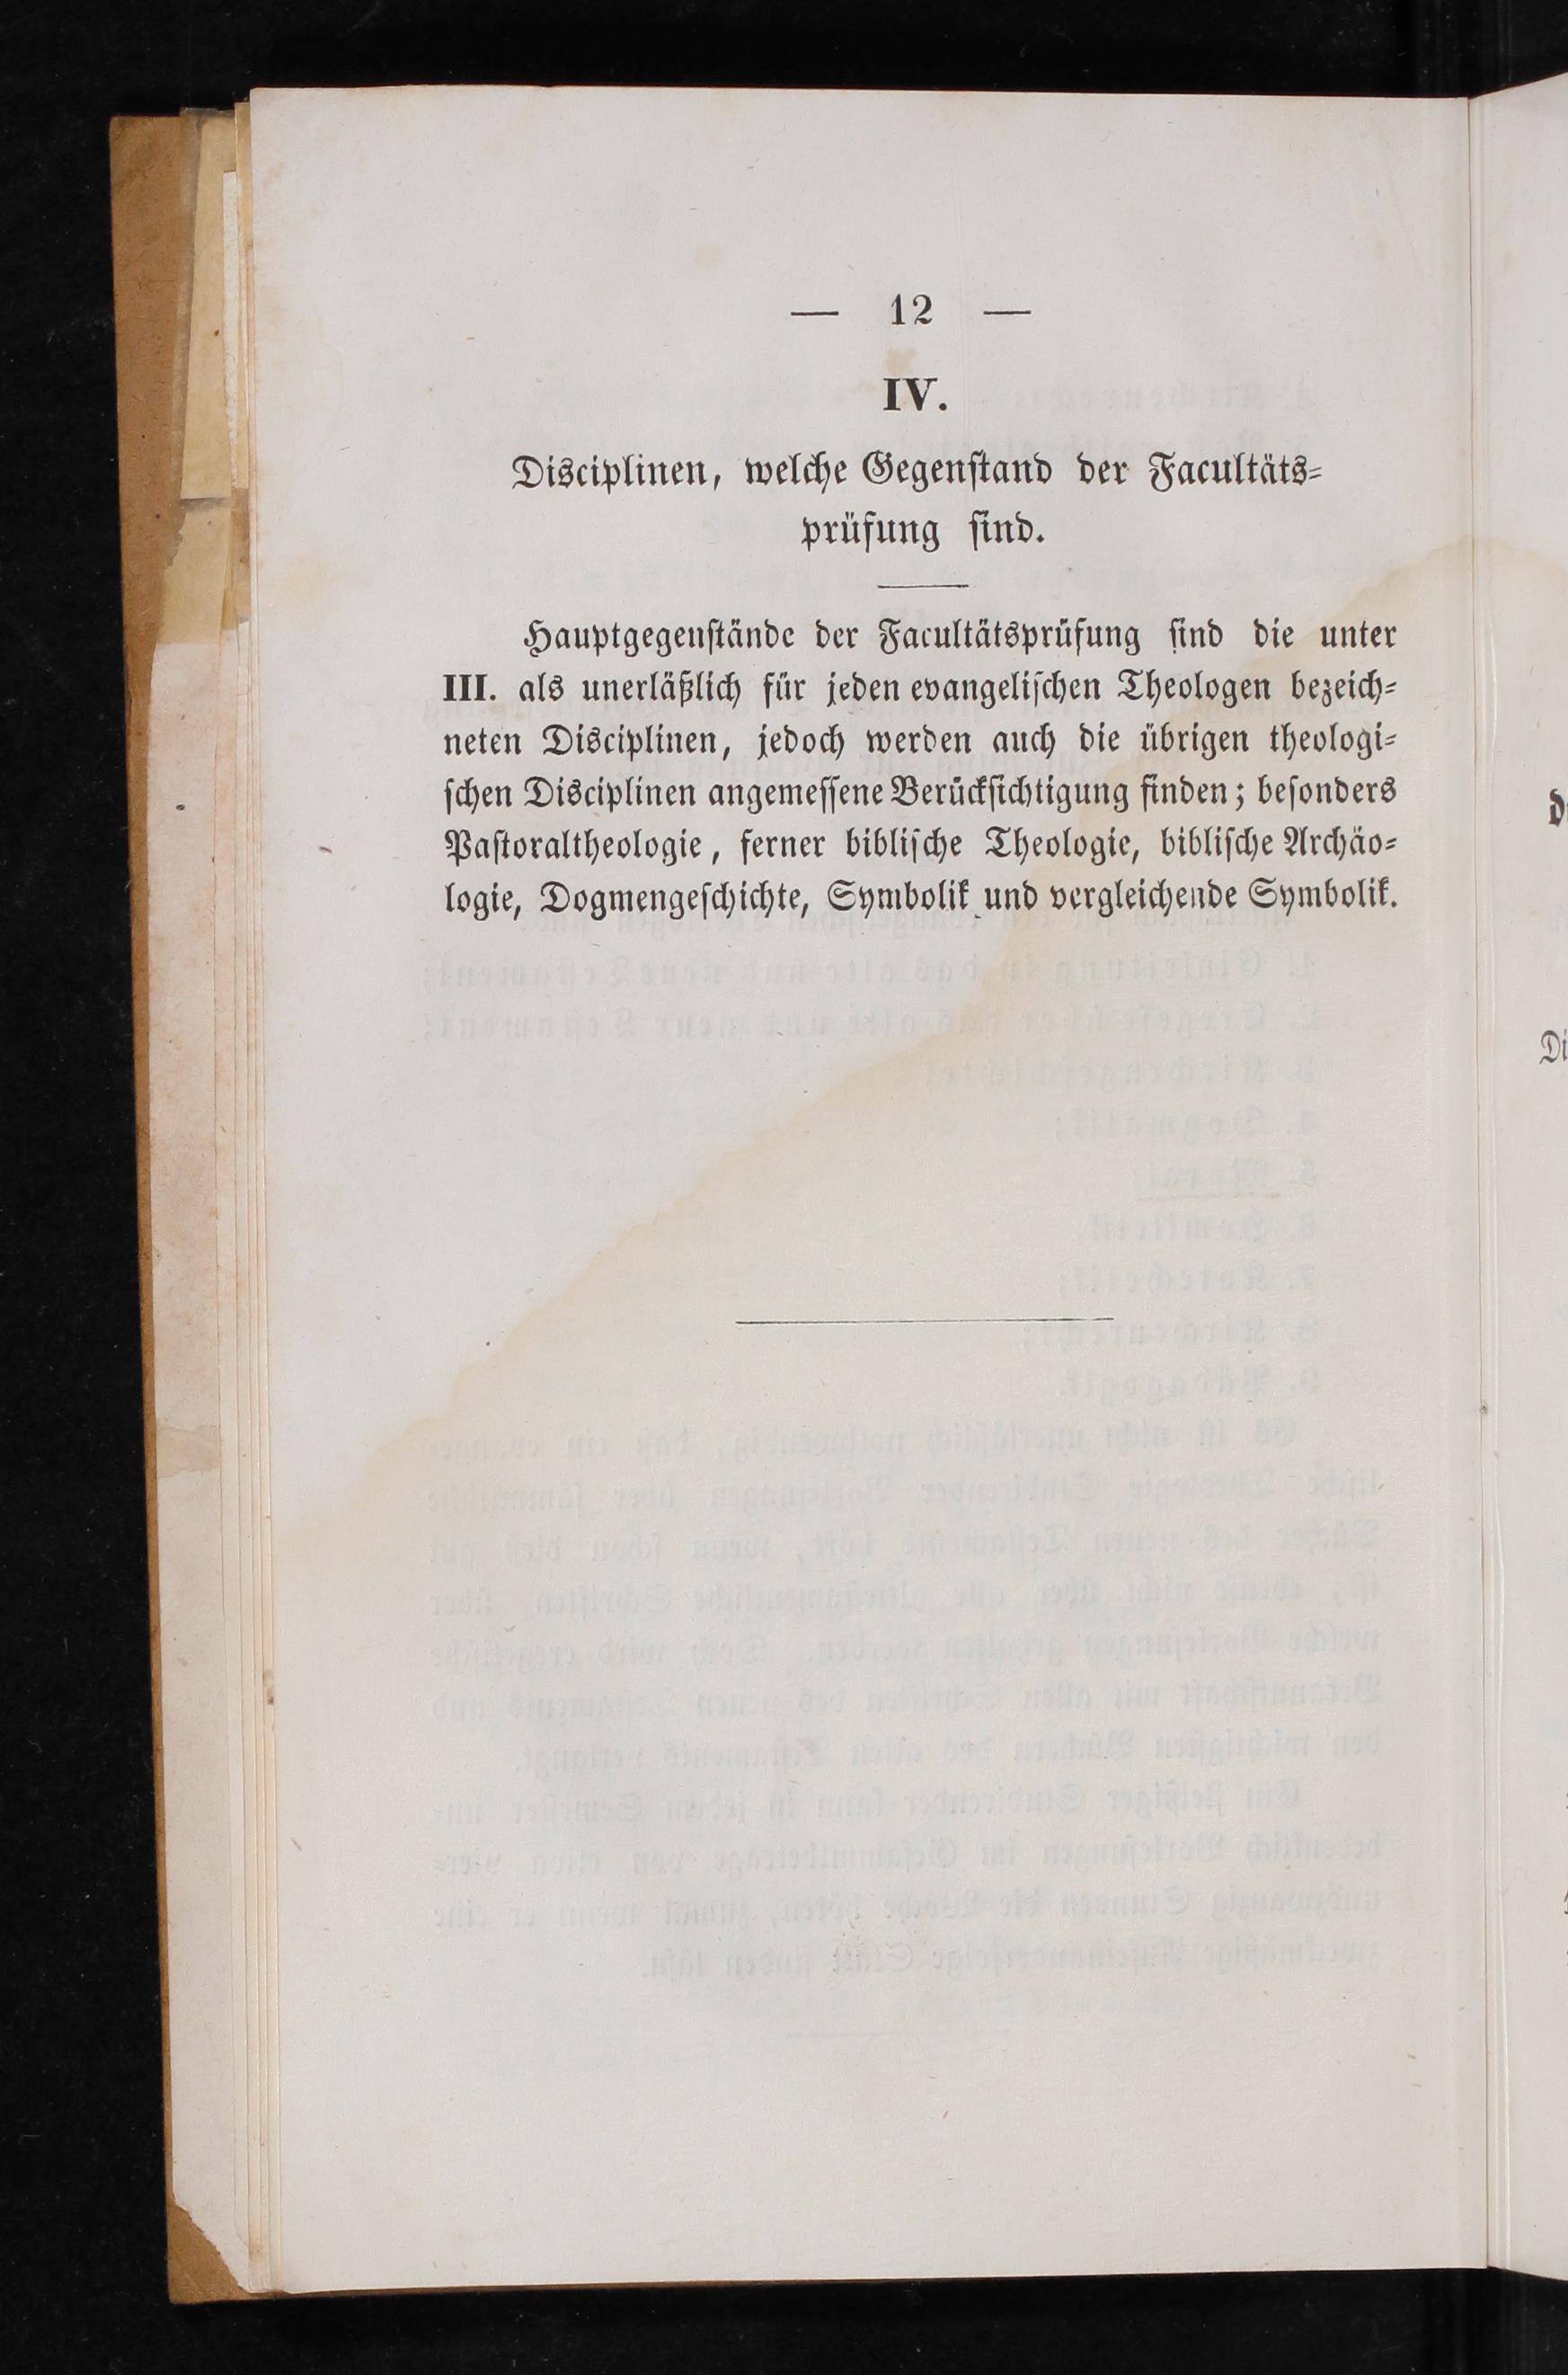 — 12 —
IV.
Disciplinen, welche Gegenſtand der Facultäts-
prüfung ſind.
Hauptgegenſtände der Facultätsprüfung ſind die unter
III. als unerläßlich für jeden evangeliſchen Theologen bezeich-
neten Disciplinen, jedoch werden auch die übrigen theologi-
ſchen Disciplinen angemeſſene Berückſichtigung finden; beſonders
Paſtoraltheologie, ferner bibliſche Theologie, bibliſche Archäo-
logie, Dogmengeſchichte, Symbolik und vergleichende Symbolik.
d
Di